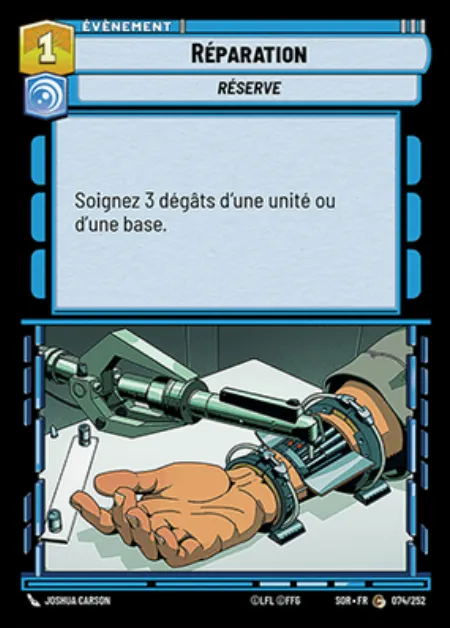 ÉVÈNEMENT
1
RÉPARATION
RÉSERVE
Soignez 3 dégâts d'une unité ou
d'une base.
JOSHUA CARSON ©LFL ©FFG SOR • FR C 074/252